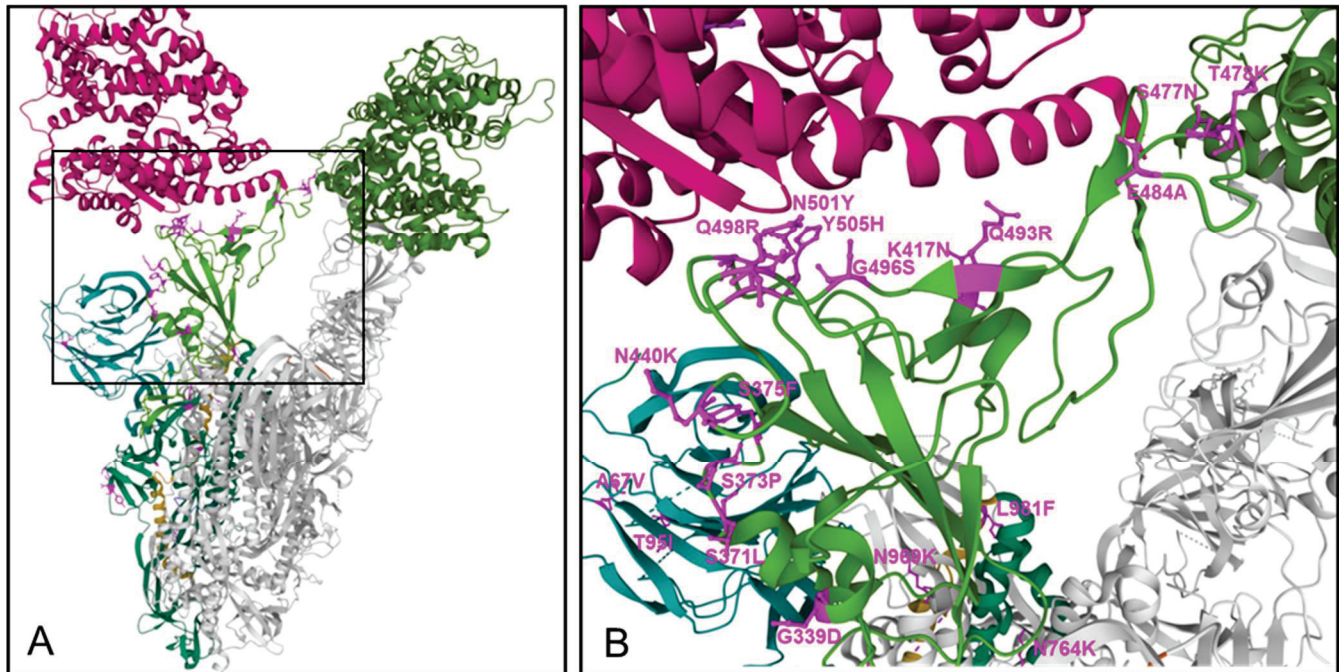 A
T478K
S477N
E484A
N501Y
Q498R
Y505H
K417N
Q493R
G496S
N440K
S375F
A67V
S373P
L981F
T95I
S371L
N969K
G339D
N764K
B